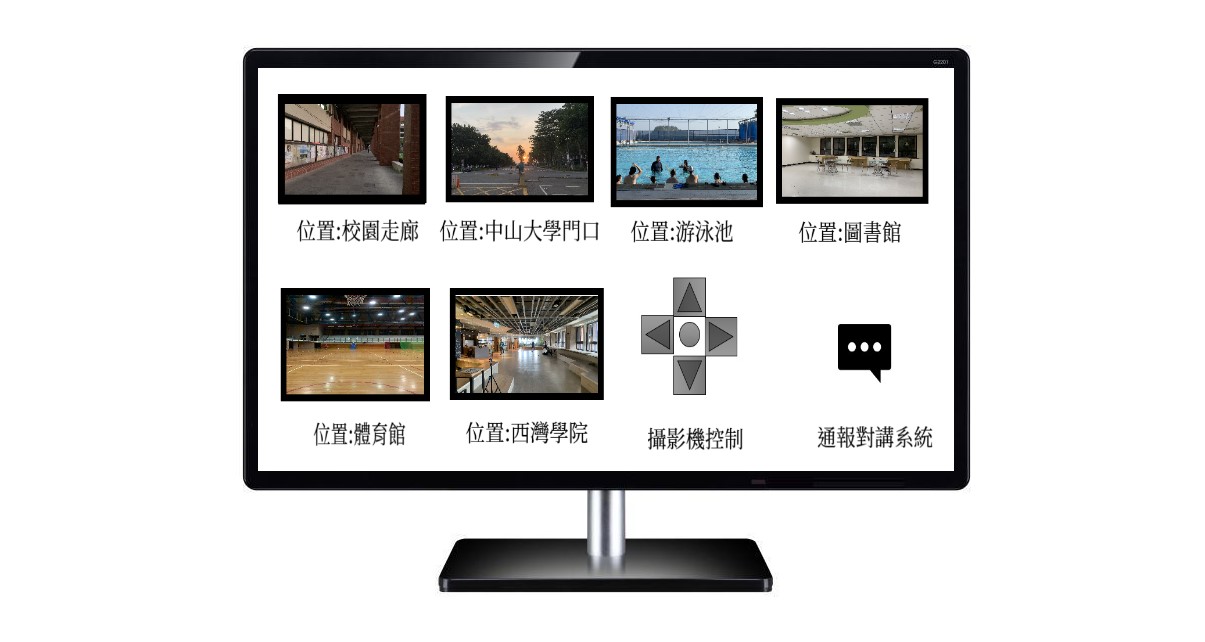 G2201
位置:校園走廊
位置:中山大學門口
位置:游泳池
位置:圖書館
位置:體育館
位置:西灣學院
攝影機控制
通報對講系統